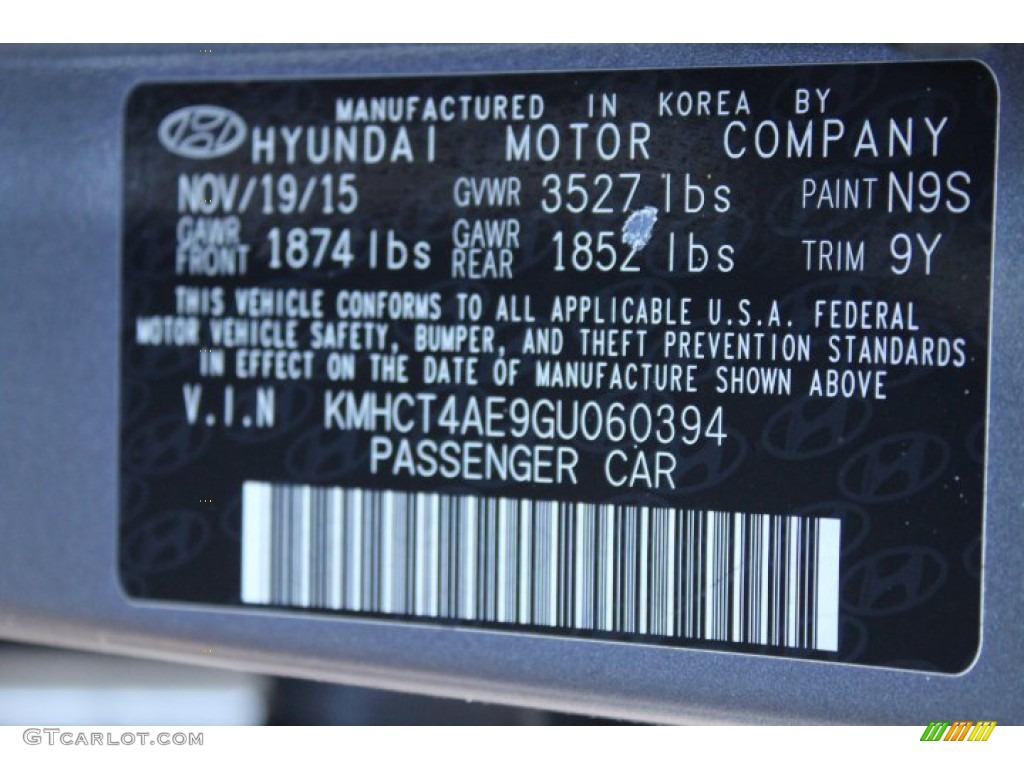 MANUFACTURED IN KOREA BY
HYUNDAI MOTOR COMPANY
NOV/19/15 GVWR 3527 lbs PAINT N9S
GAWR FRONT 1874 lbs GAWR REAR 1852 lbs TRIM 9Y
THIS VEHICLE CONFORMS TO ALL APPLICABLE U.S.A. FEDERAL
MOTOR VEHICLE SAFETY, BUMPER, AND THEFT PREVENTION STANDARDS
IN EFFECT ON THE DATE OF MANUFACTURE SHOWN ABOVE
V.I.N KMHCT4AE9GU060394
PASSENGER CAR
GTCARLOT.COM